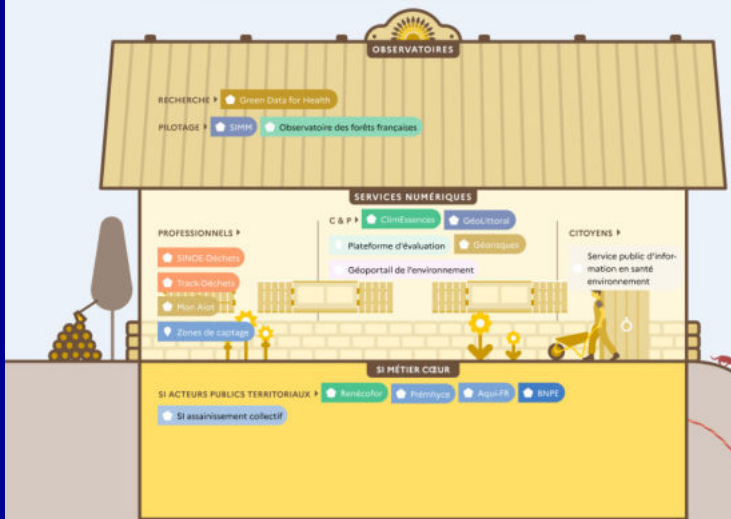 OBSERVATOIRES
RECHERCHE Green Data for Health
PILOTAGE SIMM Observatoire des forêts françaises
SERVICES NUMÉRIQUES
PROFESSIONNELS
SINOE-Déchets
Track-Déchets
Mon Aiot
Zones de captage
C & P ClimEssences GéoLittoral
Plateforme d'évaluation Géorisques
Géoportail de l'environnement
CITOYENS
Service public d'infor-
mation en santé
environnement
SI MÉTIER CŒUR
SI ACTEURS PUBLICS TERRITORIAUX Renécofor Prémhyce Aqui-FR BNPE
SI assainissement collectif